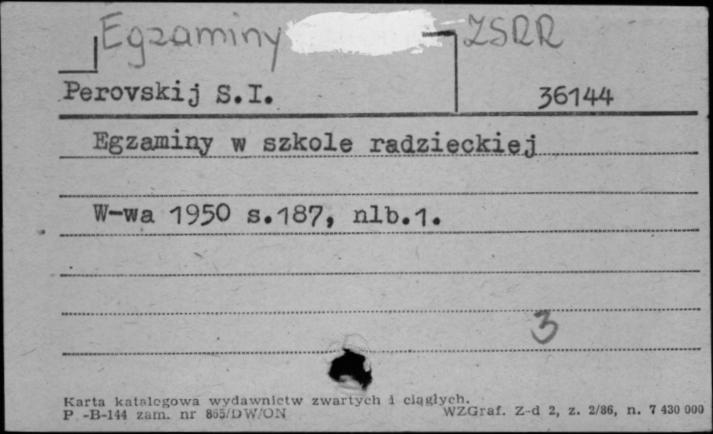 Egzaminy ZSRR
Perovskij S.I. 36144
Egzaminy w szkole radzieckiej
W-wa 1950 s.187, nlb.1.
3
Karta katalogowa wydawnictw zwartych i ciągłych.
P.-B-144 zam. nr 865/DW/ON WZGraf. Z-d 2, z. 2/86, n. 7 430 000